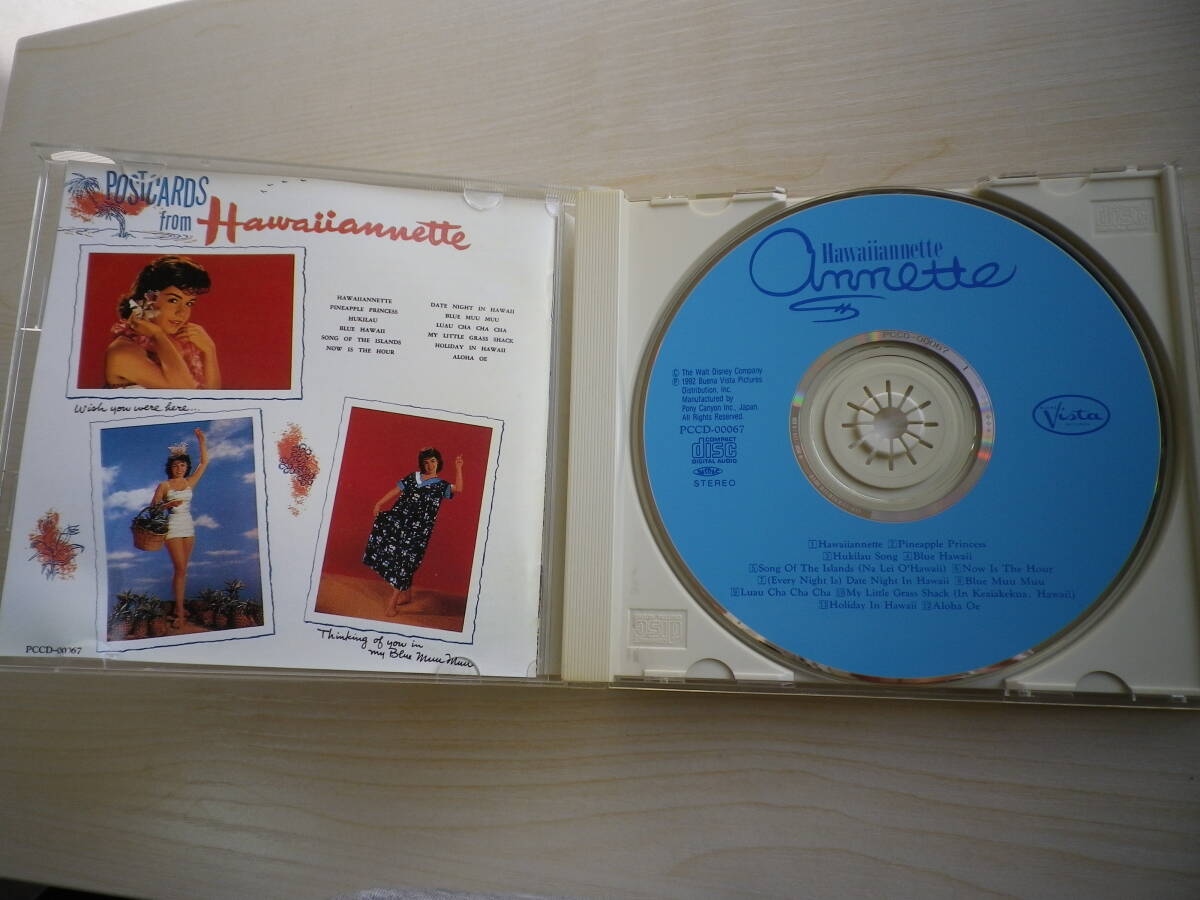 POSTCARDS
from Hawaiiannette
HAWAIIANNETTE
PINEAPPLE PRINCESS
HUKILAU
BLUE HAWAII
SONG OF THE ISLANDS
NOW IS THE HOUR
DATE NIGHT IN HAWAII
BLUE MUU MUU
LUAU CHA CHA CHA
MY LITTLE GRASS SHACK
HOLIDAY IN HAWAII
ALOHA OE
Wish you were here...
Thinking of you in
my Blue Muu Muu
PCCD-00067
Hawaiiannette
annette
PCCD-00067
© The Walt Disney Company
℗ 1992 Buena Vista Pictures
Distribution, Inc.
Manufactured by
Pony Canyon Inc., Japan.
All Rights Reserved.
PCCD-00067
COMPACT
disc
DIGITAL AUDIO
STEREO
Vista
RECORDS
1 Hawaiiannette 2 Pineapple Princess
3 Hukilau Song 4 Blue Hawaii
5 Song Of The Islands (Na Lei O'Hawaii) 6 Now Is The Hour
7 (Every Night Is) Date Night In Hawaii 8 Blue Muu Muu
9 Luau Cha Cha Cha 10 My Little Grass Shack (In Keaiakekua, Hawaii)
11 Holiday In Hawaii 12 Aloha Oe
disc
disc